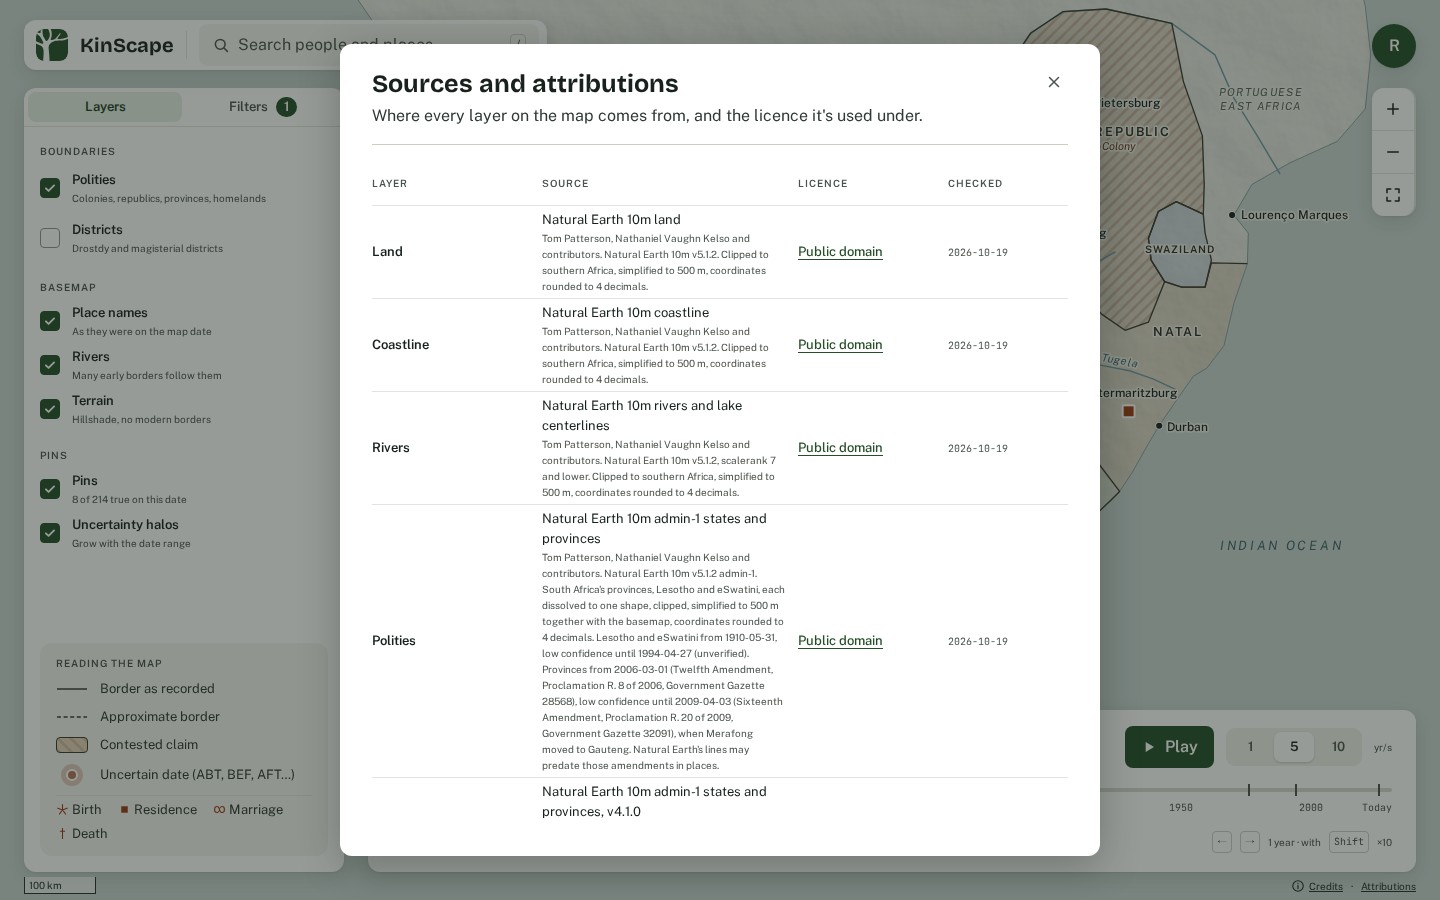 KinScape
Search people and places
/
R
Layers
Filters 1
BOUNDARIES
Polities
Colonies, republics, provinces, homelands
Districts
Drostdy and magisterial districts
BASEMAP
Place names
As they were on the map date
Rivers
Many early borders follow them
Terrain
Hillshade, no modern borders
PINS
Pins
8 of 214 true on this date
Uncertainty halos
Grow with the date range
READING THE MAP
Border as recorded
Approximate border
Contested claim
Uncertain date (ABT, BEF, AFT…)
Birth
Residence
Marriage
Death
100 km
Sources and attributions
Where every layer on the map comes from, and the licence it's used under.
LAYER
SOURCE
LICENCE
CHECKED
Land
Natural Earth 10m land
Tom Patterson, Nathaniel Vaughn Kelso and
contributors. Natural Earth 10m v5.1.2. Clipped to
southern Africa, simplified to 500 m, coordinates
rounded to 4 decimals.
Public domain
2026-10-19
Coastline
Natural Earth 10m coastline
Tom Patterson, Nathaniel Vaughn Kelso and
contributors. Natural Earth 10m v5.1.2. Clipped to
southern Africa, simplified to 500 m, coordinates
rounded to 4 decimals.
Public domain
2026-10-19
Rivers
Natural Earth 10m rivers and lake
centerlines
Tom Patterson, Nathaniel Vaughn Kelso and
contributors. Natural Earth 10m v5.1.2, scalerank 7
and lower. Clipped to southern Africa, simplified to
500 m, coordinates rounded to 4 decimals.
Public domain
2026-10-19
Polities
Natural Earth 10m admin-1 states and
provinces
Tom Patterson, Nathaniel Vaughn Kelso and
contributors. Natural Earth 10m v5.1.2 admin-1.
South Africa's provinces, Lesotho and eSwatini, each
dissolved to one shape, clipped, simplified to 500 m
together with the basemap, coordinates rounded to
4 decimals. Lesotho and eSwatini from 1910-05-31,
low confidence until 1994-04-27 (unverified).
Provinces from 2006-03-01 (Twelfth Amendment,
Proclamation R. 8 of 2006, Government Gazette
28568), low confidence until 2009-04-03 (Sixteenth
Amendment, Proclamation R. 20 of 2009,
Government Gazette 32091), when Merafong
moved to Gauteng. Natural Earth's lines may
predate those amendments in places.
Public domain
2026-10-19
Natural Earth 10m admin-1 states and
provinces, v4.1.0
ietersburg
REPUBLIC
Colony
PORTUGUESE
EAST AFRICA
Lourenço Marques
g
SWAZILAND
NATAL
Tugela
termaritzburg
Durban
INDIAN OCEAN
Play
1
5
10
yr/s
1950
2000
Today
← → 1 year · with Shift ×10
Credits · Attributions